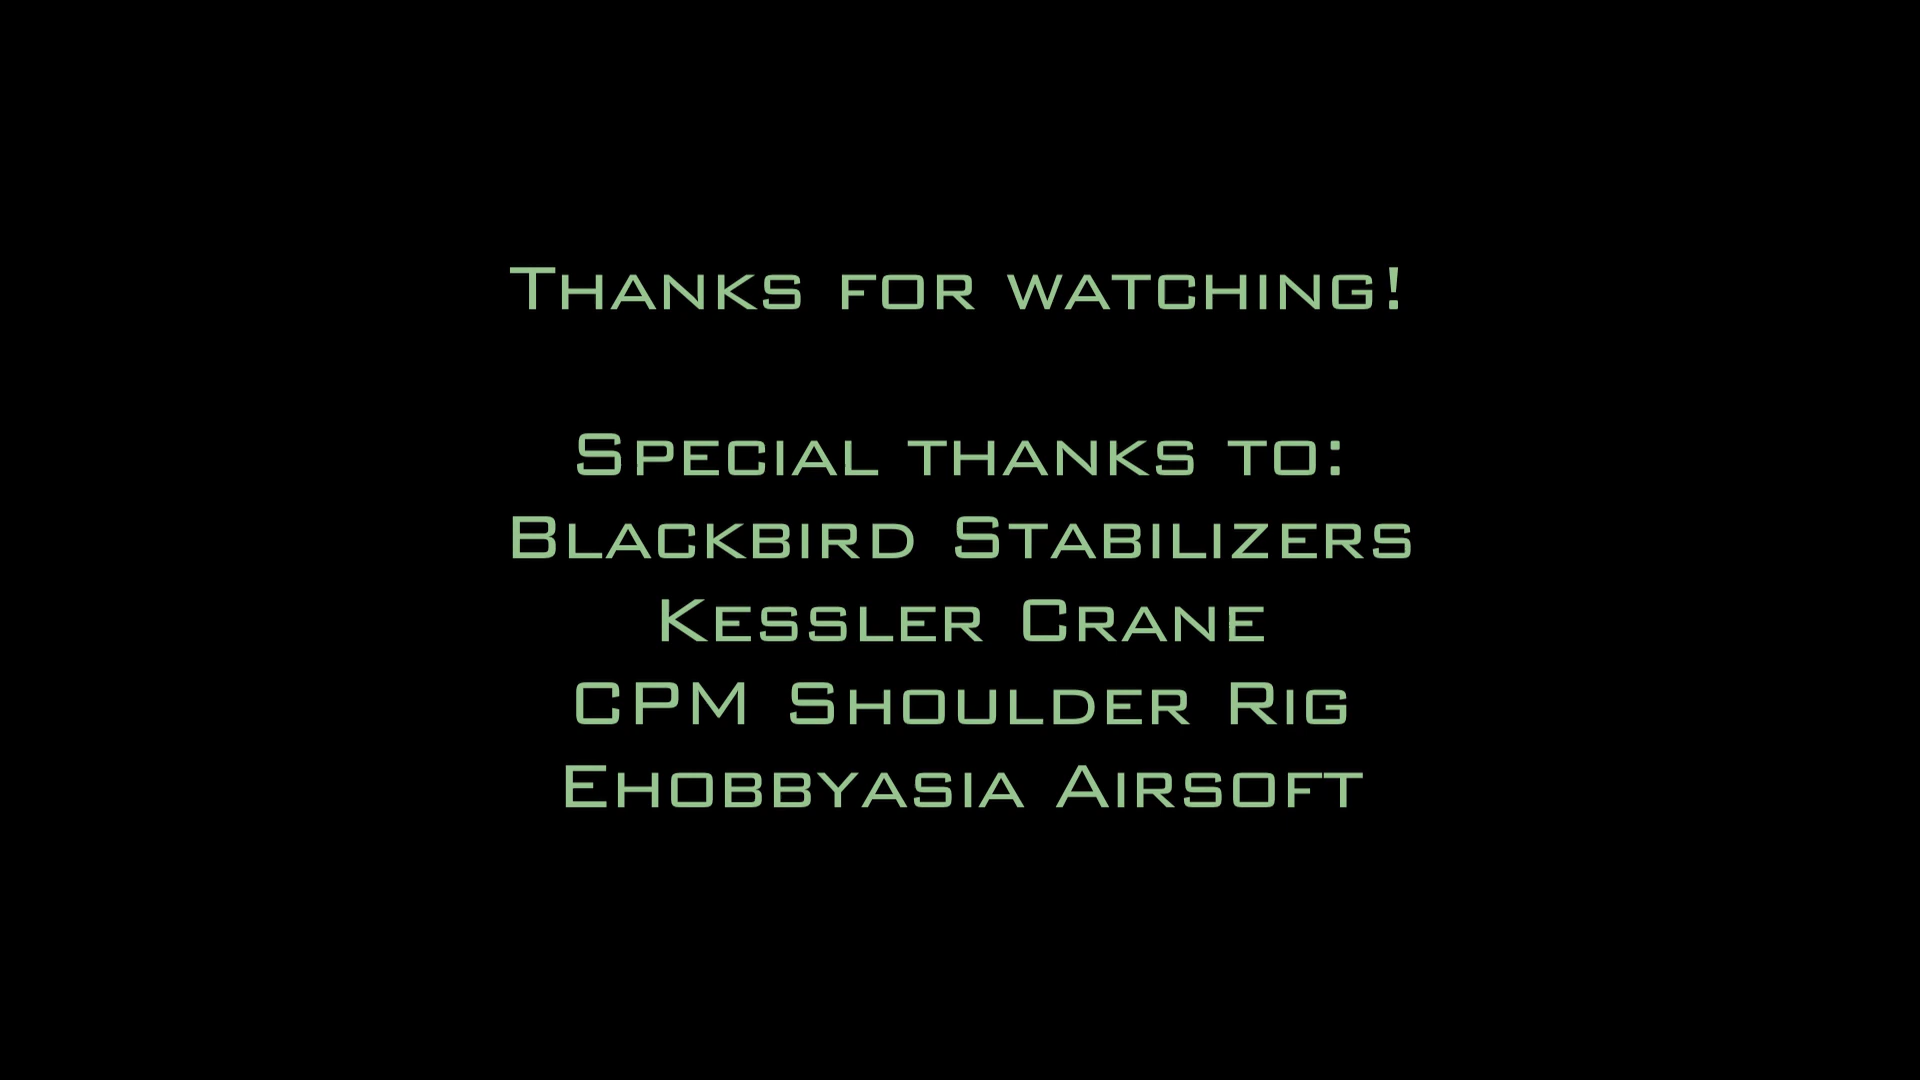 Thanks for watching!
Special thanks to:
Blackbird Stabilizers
Kessler Crane
CPM Shoulder Rig
Ehobbyasia Airsoft